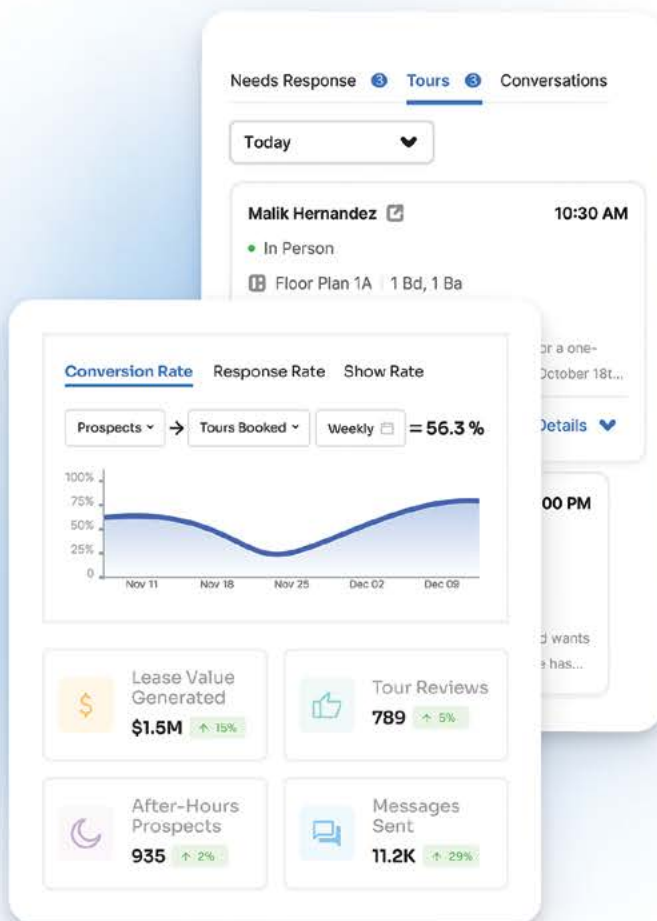 Needs Response 3 Tours 3 Conversations
Today
Malik Hernandez 10:30 AM
In Person
Floor Plan 1A | 1 Bd, 1 Ba
or a one-
October 18t...
Details
:00 PM
d wants
e has...
Conversion Rate Response Rate Show Rate
Prospects → Tours Booked Weekly = 56.3 %
100%
75%
50%
25%
0
Nov 11 Nov 18 Nov 25 Dec 02 Dec 09
Lease Value
Generated
$1.5M ↑ 15%
Tour Reviews
789 ↑ 5%
After-Hours
Prospects
935 ↑ 2%
Messages
Sent
11.2K ↑ 29%